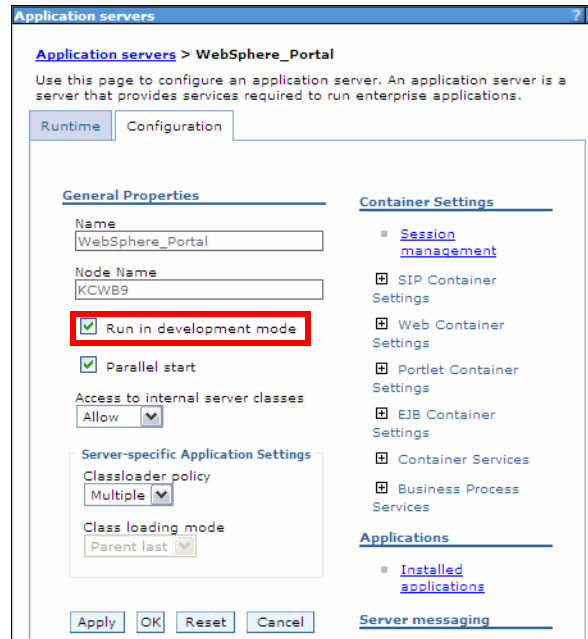 Application servers
?
Application servers > WebSphere_Portal
Use this page to configure an application server. An application server is a
server that provides services required to run enterprise applications.
Runtime
Configuration
General Properties
Name
WebSphere_Portal
Node Name
KCWB9
Run in development mode
Parallel start
Access to internal server classes
Allow
Server-specific Application Settings
Classloader policy
Multiple
Class loading mode
Parent last
Apply
OK
Reset
Cancel
Container Settings
Session
management
SIP Container
Settings
Web Container
Settings
Portlet Container
Settings
EJB Container
Settings
Container Services
Business Process
Services
Applications
Installed
applications
Server messaging